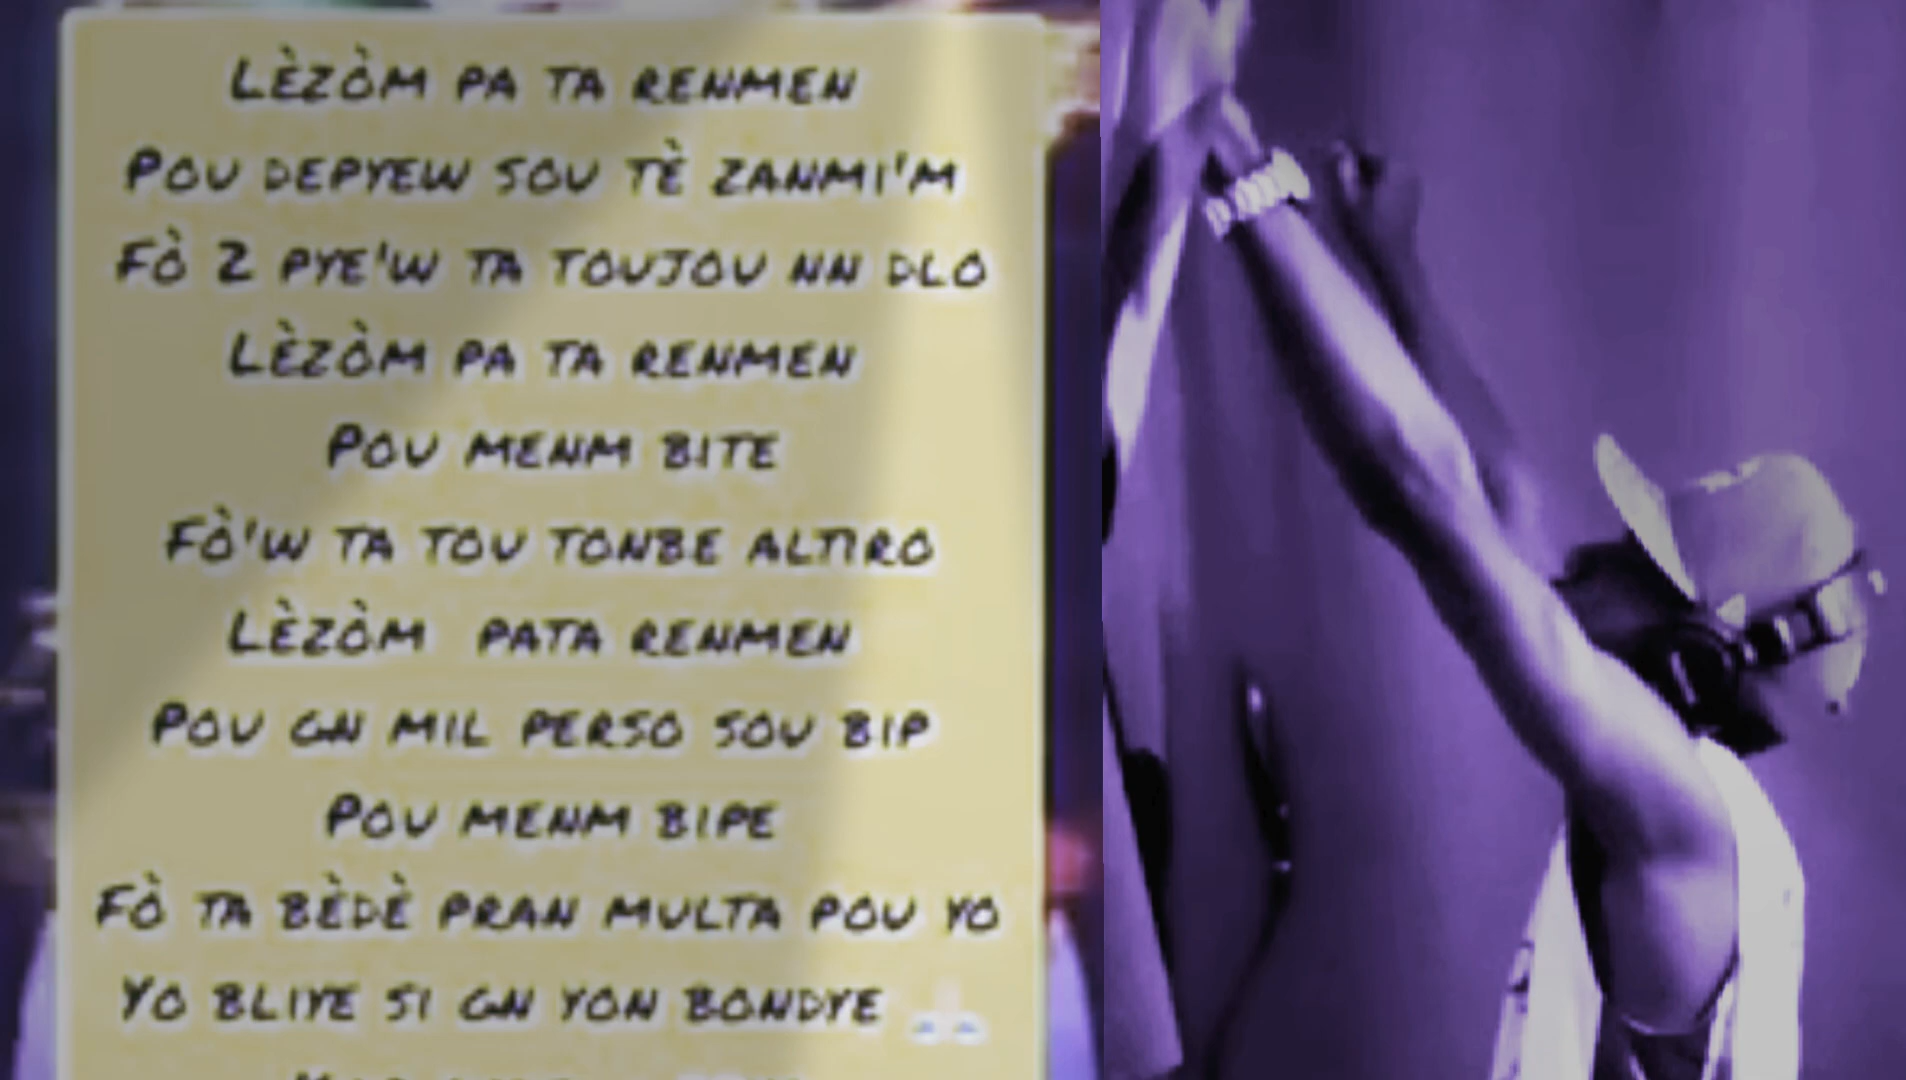 LÈZÒM PA TA RENMEN
POU DEPYEW SOU TÈ ZANMI'M
FÒ 2 PYE'W TA TOUJOU NN DLO
LÈZÒM PA TA RENMEN
POU MENM BITE
FÒ'W TA TOU TONBE ALTIRO
LÈZÒM PATA RENMEN
POU GN MIL PERSO SOU BIP
POU MENM BIPE
FÒ TA BÈDÈ PRAN MULTA POU YO
YO BLIYE SI GN YON BONDYE